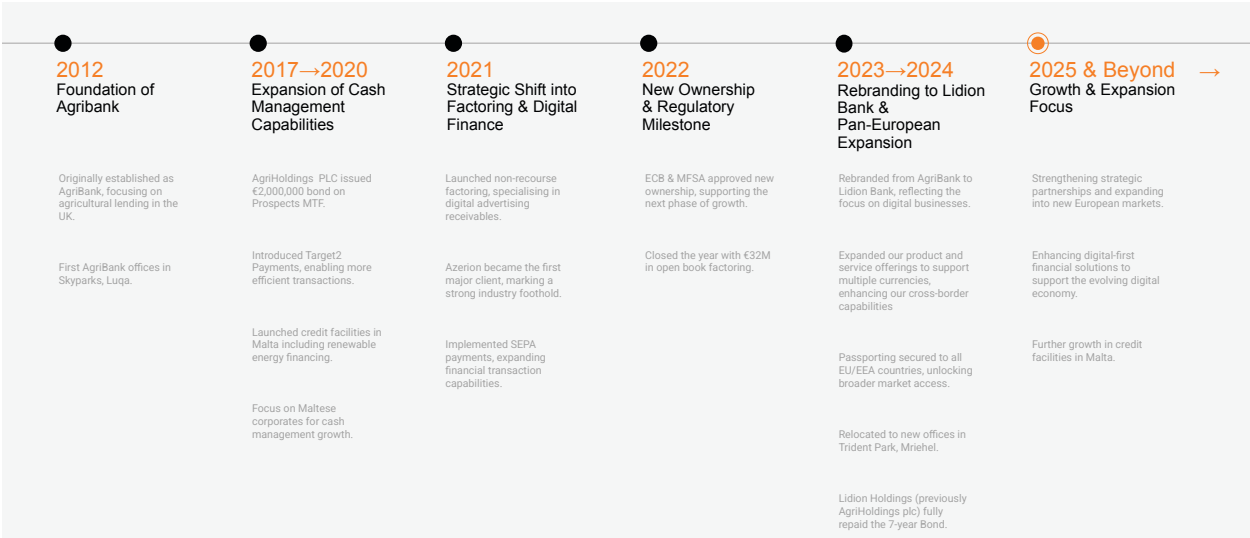 2012
Foundation of
Agribank
Originally established as
AgriBank, focusing on
agricultural lending in the
UK.
First AgriBank offices in
Skyparks, Luqa.
2017→2020
Expansion of Cash
Management
Capabilities
AgriHoldings PLC issued
€2,000,000 bond on
Prospects MTF.
Introduced Target2
Payments, enabling more
efficient transactions.
Launched credit facilities in
Malta including renewable
energy financing.
Focus on Maltese
corporates for cash
management growth.
2021
Strategic Shift into
Factoring & Digital
Finance
Launched non-recourse
factoring, specialising in
digital advertising
receivables.
Azerion became the first
major client, marking a
strong industry foothold.
Implemented SEPA
payments, expanding
financial transaction
capabilities.
2022
New Ownership
& Regulatory
Milestone
ECB & MFSA approved new
ownership, supporting the
next phase of growth.
Closed the year with €32M
in open book factoring.
2023→2024
Rebranding to Lidion
Bank &
Pan-European
Expansion
Rebranded from AgriBank to
Lidion Bank, reflecting the
focus on digital businesses.
Expanded our product and
service offerings to support
multiple currencies,
enhancing our cross-border
capabilities
Passporting secured to all
EU/EEA countries, unlocking
broader market access.
Relocated to new offices in
Trident Park, Mriehel.
Lidion Holdings (previously
AgriHoldings plc) fully
repaid the 7-year Bond.
2025 & Beyond →
Growth & Expansion
Focus
Strengthening strategic
partnerships and expanding
into new European markets.
Enhancing digital-first
financial solutions to
support the evolving digital
economy.
Further growth in credit
facilities in Malta.